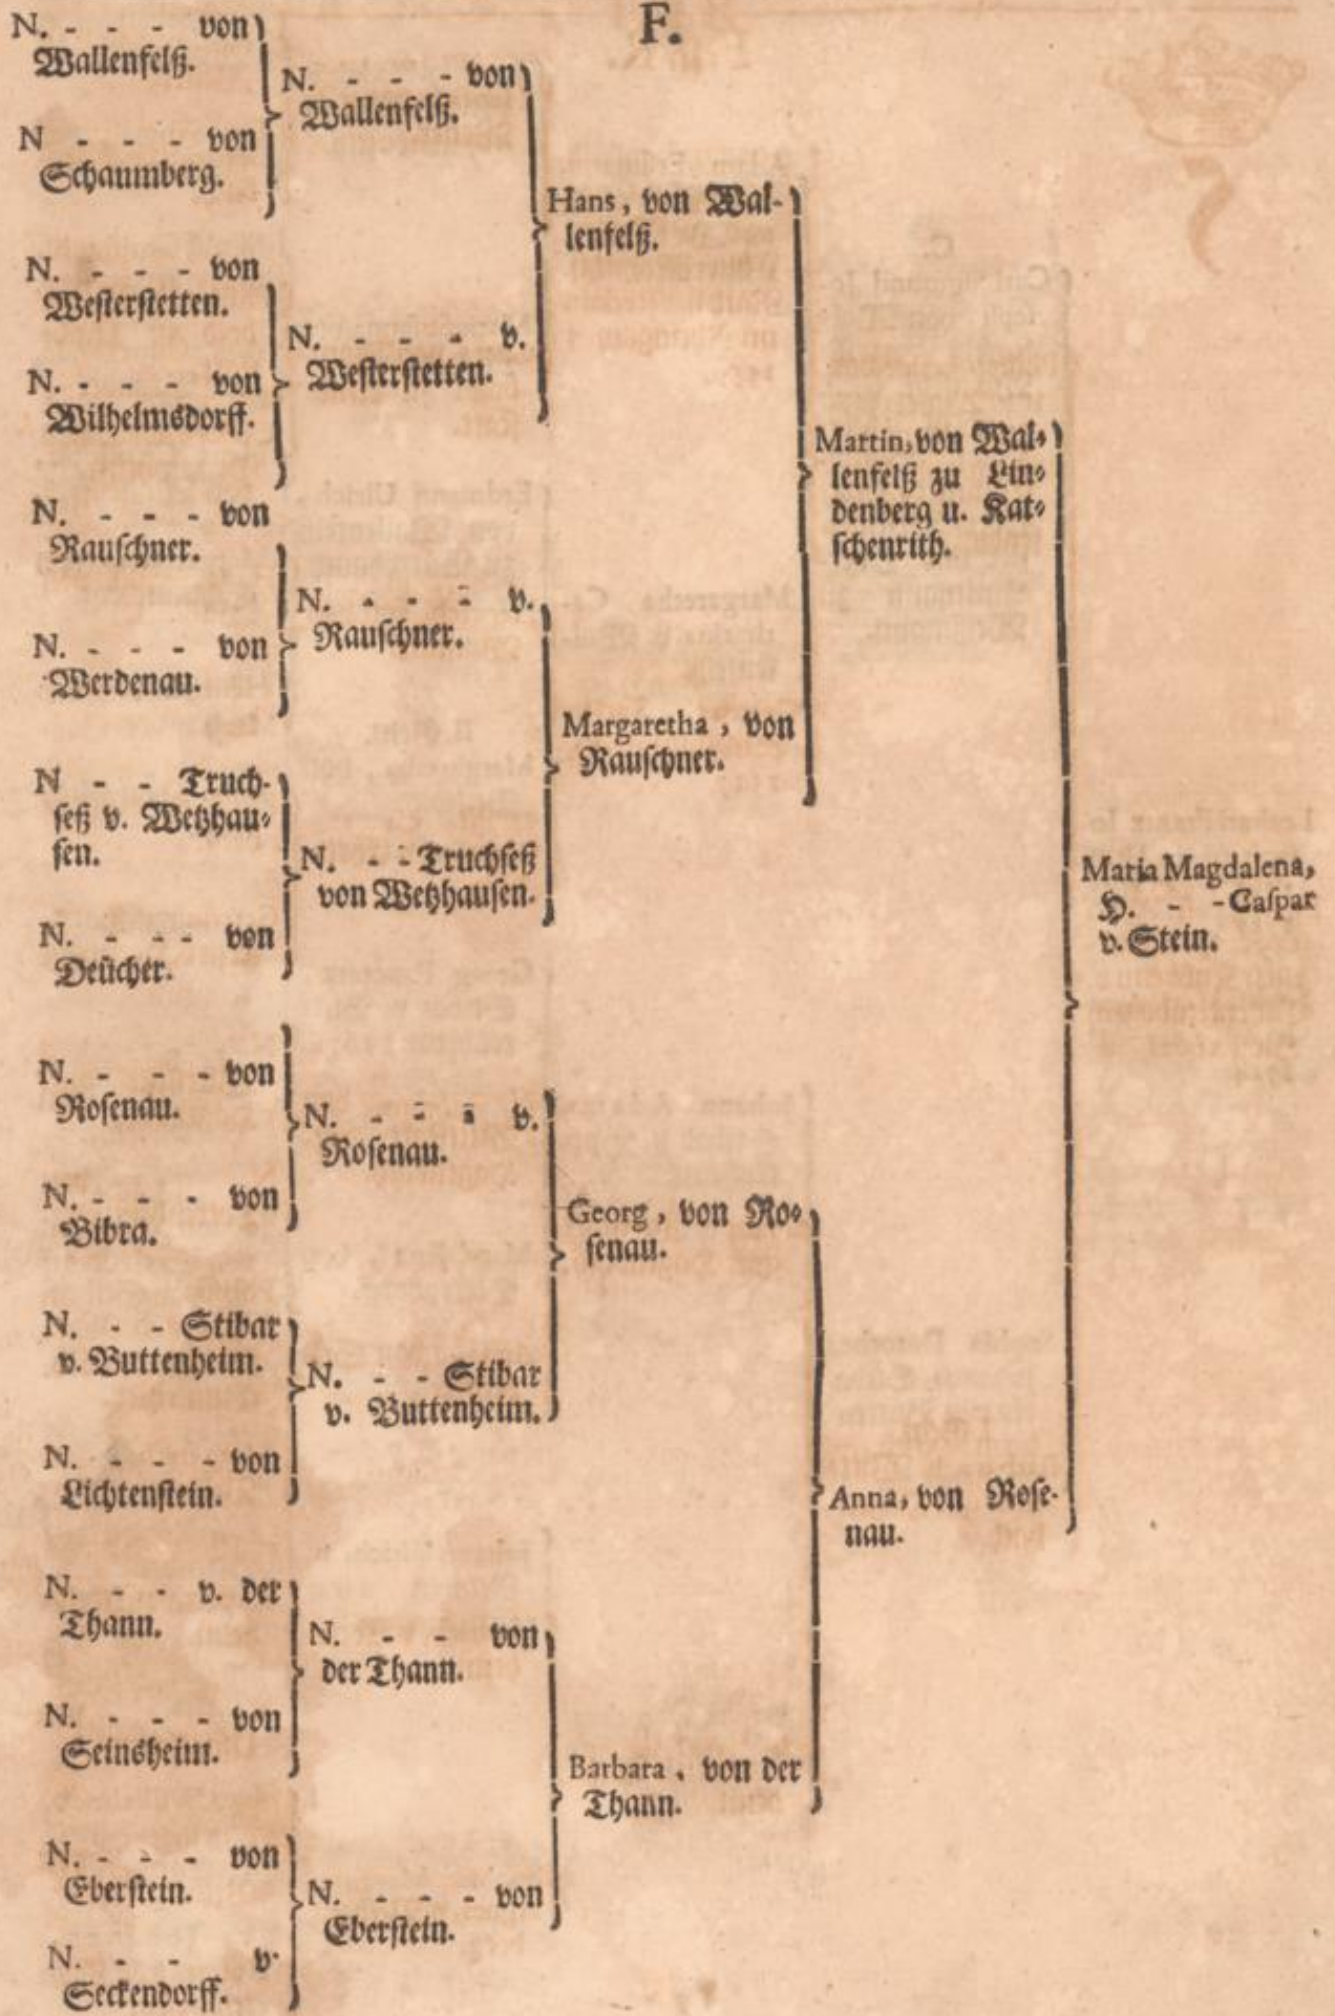 F.
N. - - - von
Wallenfelß.
N - - - von
Schaumberg.
N. - - - von
Westerstetten.
N. - - - von
Wilhelmsdorff.
N. - - - von
Rauschner.
N. - - - von
Werdenau.
N - - Truch-
seß v. Wetzhau-
sen.
N. - - - von
Deücher.
N. - - - von
Rosenau.
N. - - - von
Bibra.
N. - - Stibar
v. Buttenheim.
N. - - - von
Lichtenstein.
N. - - v. der
Thann.
N. - - - von
Seinsheim.
N. - - - von
Eberstein.
N. - - v.
Seckendorff.
N. - - - von
Wallenfelß.
N. - - - v.
Westerstetten.
N. - - - v.
Rauschner.
N. - - Truchseß
von Wetzhausen.
N. - - - v.
Rosenau.
N. - - Stibar
v. Buttenheim.
N. - - von
der Thann.
N. - - - von
Eberstein.
Hans, von Wal-
lenfelß.
Margaretha, von
Rauschner.
Georg, von Ro-
senau.
Barbara, von der
Thann.
Martin, von Wal-
lenfelß zu Lin-
denberg u. Kat-
schenrith.
Anna, von Rose-
nau.
Maria Magdalena,
H. - - Caspar
v. Stein.